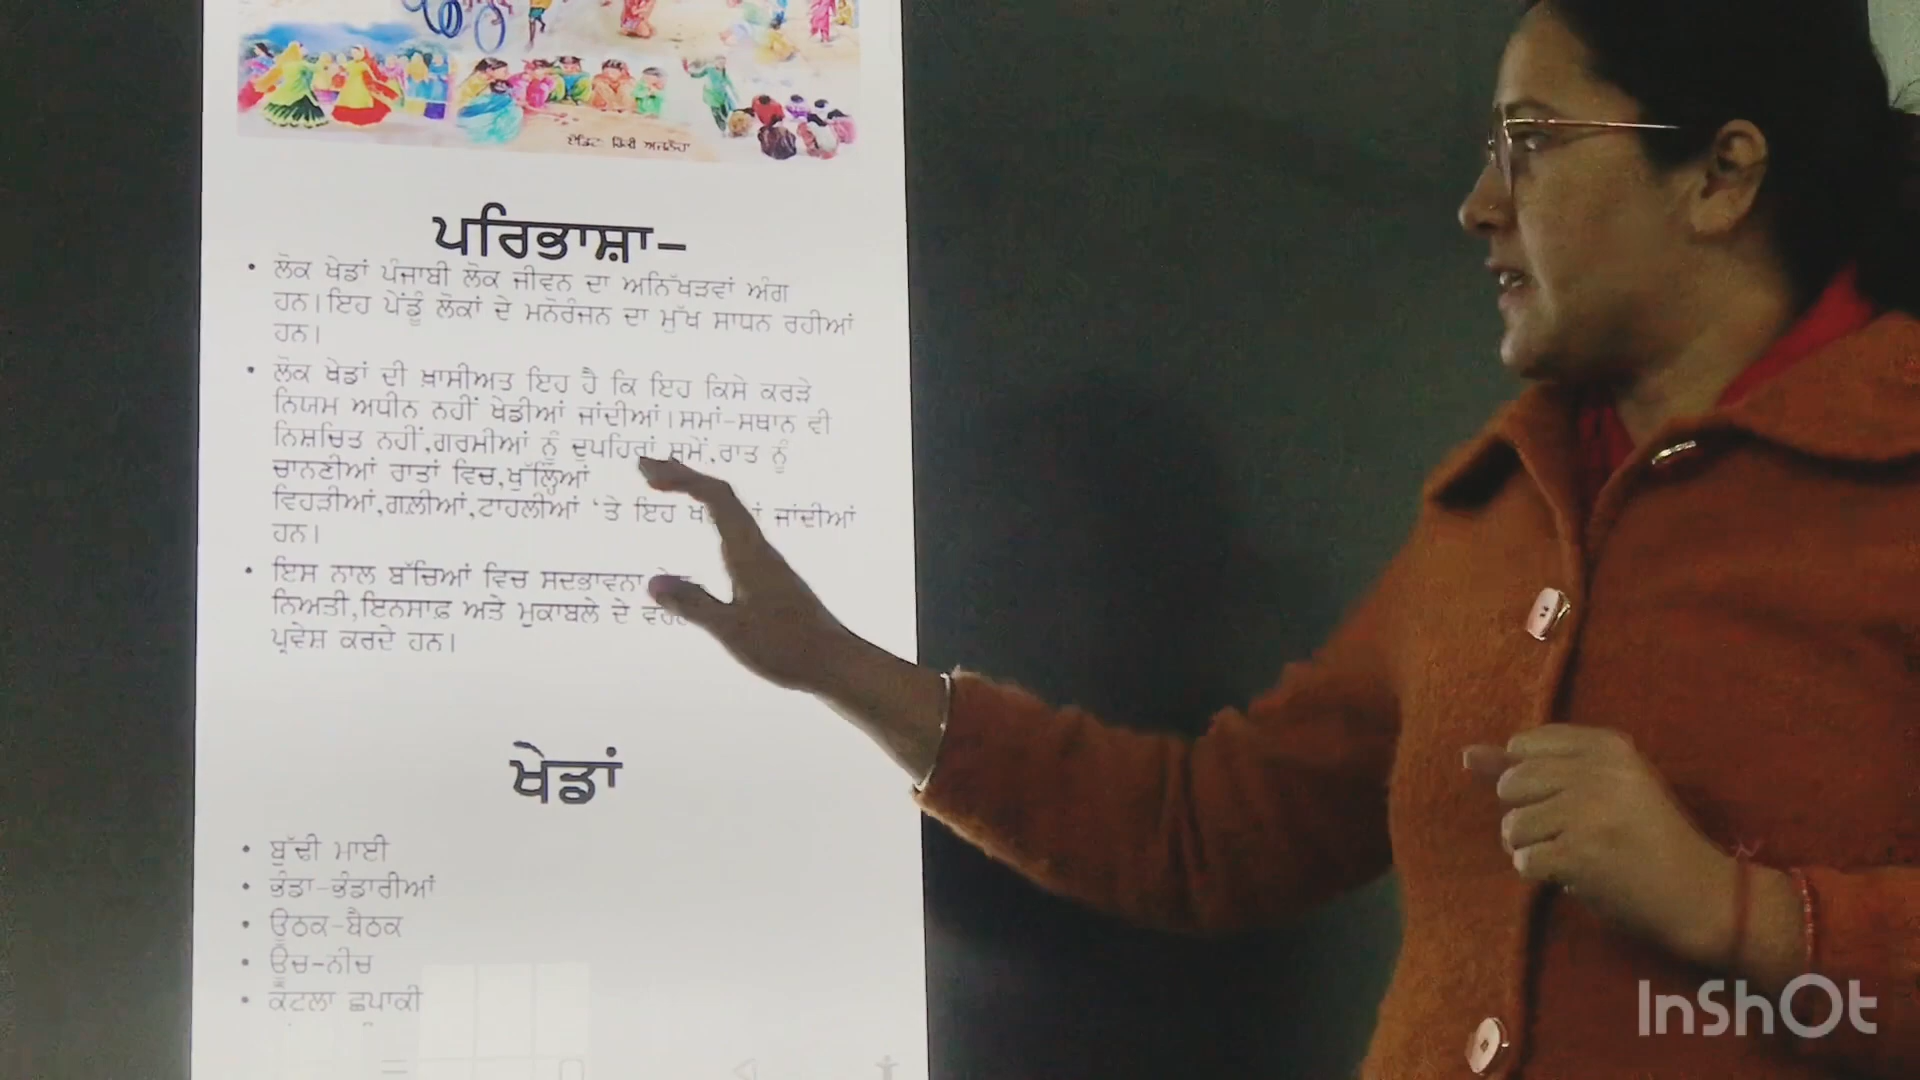 ਪਰਿਭਾਸ਼ਾ-
• ਲੋਕ ਖੇਡਾਂ ਪੰਜਾਬੀ ਲੋਕ ਜੀਵਨ ਦਾ ਅਨਿੱਖੜਵਾਂ ਅੰਗ
ਹਨ।ਇਹ ਪੇਂਡੂੰ ਲੋਕਾਂ ਦੇ ਮਨੋਰੰਜਨ ਦਾ ਮੁੱਖ ਸਾਧਨ ਰਹੀਆਂ
ਹਨ।
• ਲੋਕ ਖੇਡਾਂ ਦੀ ਖ਼ਾਸੀਅਤ ਇਹ ਹੈ ਕਿ ਇਹ ਕਿਸੇ ਕਰੜੇ
ਨਿਯਮ ਅਧੀਨ ਨਹੀਂ ਖੇਡੀਆਂ ਜਾਂਦੀਆਂ।ਸਮਾਂ-ਸਥਾਨ ਵੀ
ਨਿਸ਼ਚਿਤ ਨਹੀਂ,ਗਰਮੀਆਂ ਨੂੰ ਦੁਪਹਿਰਾਂ ਸਮੇਂ,ਰਾਤ ਨੂੰ
ਚਾਨਣੀਆਂ ਰਾਤਾਂ ਵਿਚ,ਖੁੱਲ੍ਹਿਆਂ
ਵਿਹੜੀਆਂ,ਗਲ਼ੀਆਂ,ਟਾਹਲੀਆਂ ‘ਤੇ ਇਹ ਜਾਂਦੀਆਂ
ਹਨ।
• ਇਸ ਨਾਲ ਬੱਚਿਆਂ ਵਿਚ ਸਦਭਾਵਨਾ
ਨਿਅਤੀ,ਇਨਸਾਫ਼ ਅਤੇ ਮੁਕਾਬਲੇ ਦੇ
ਪ੍ਰਵੇਸ਼ ਕਰਦੇ ਹਨ।
ਖੇਡਾਂ
• ਬੁੱਢੀ ਮਾਈ
• ਭੰਡਾ-ਭੰਡਾਰੀਆਂ
• ਊਠਕ-ਬੈਠਕ
• ਊਚ-ਨੀਚ
• ਕੋਟਲਾ ਛਪਾਕੀ
InShOt